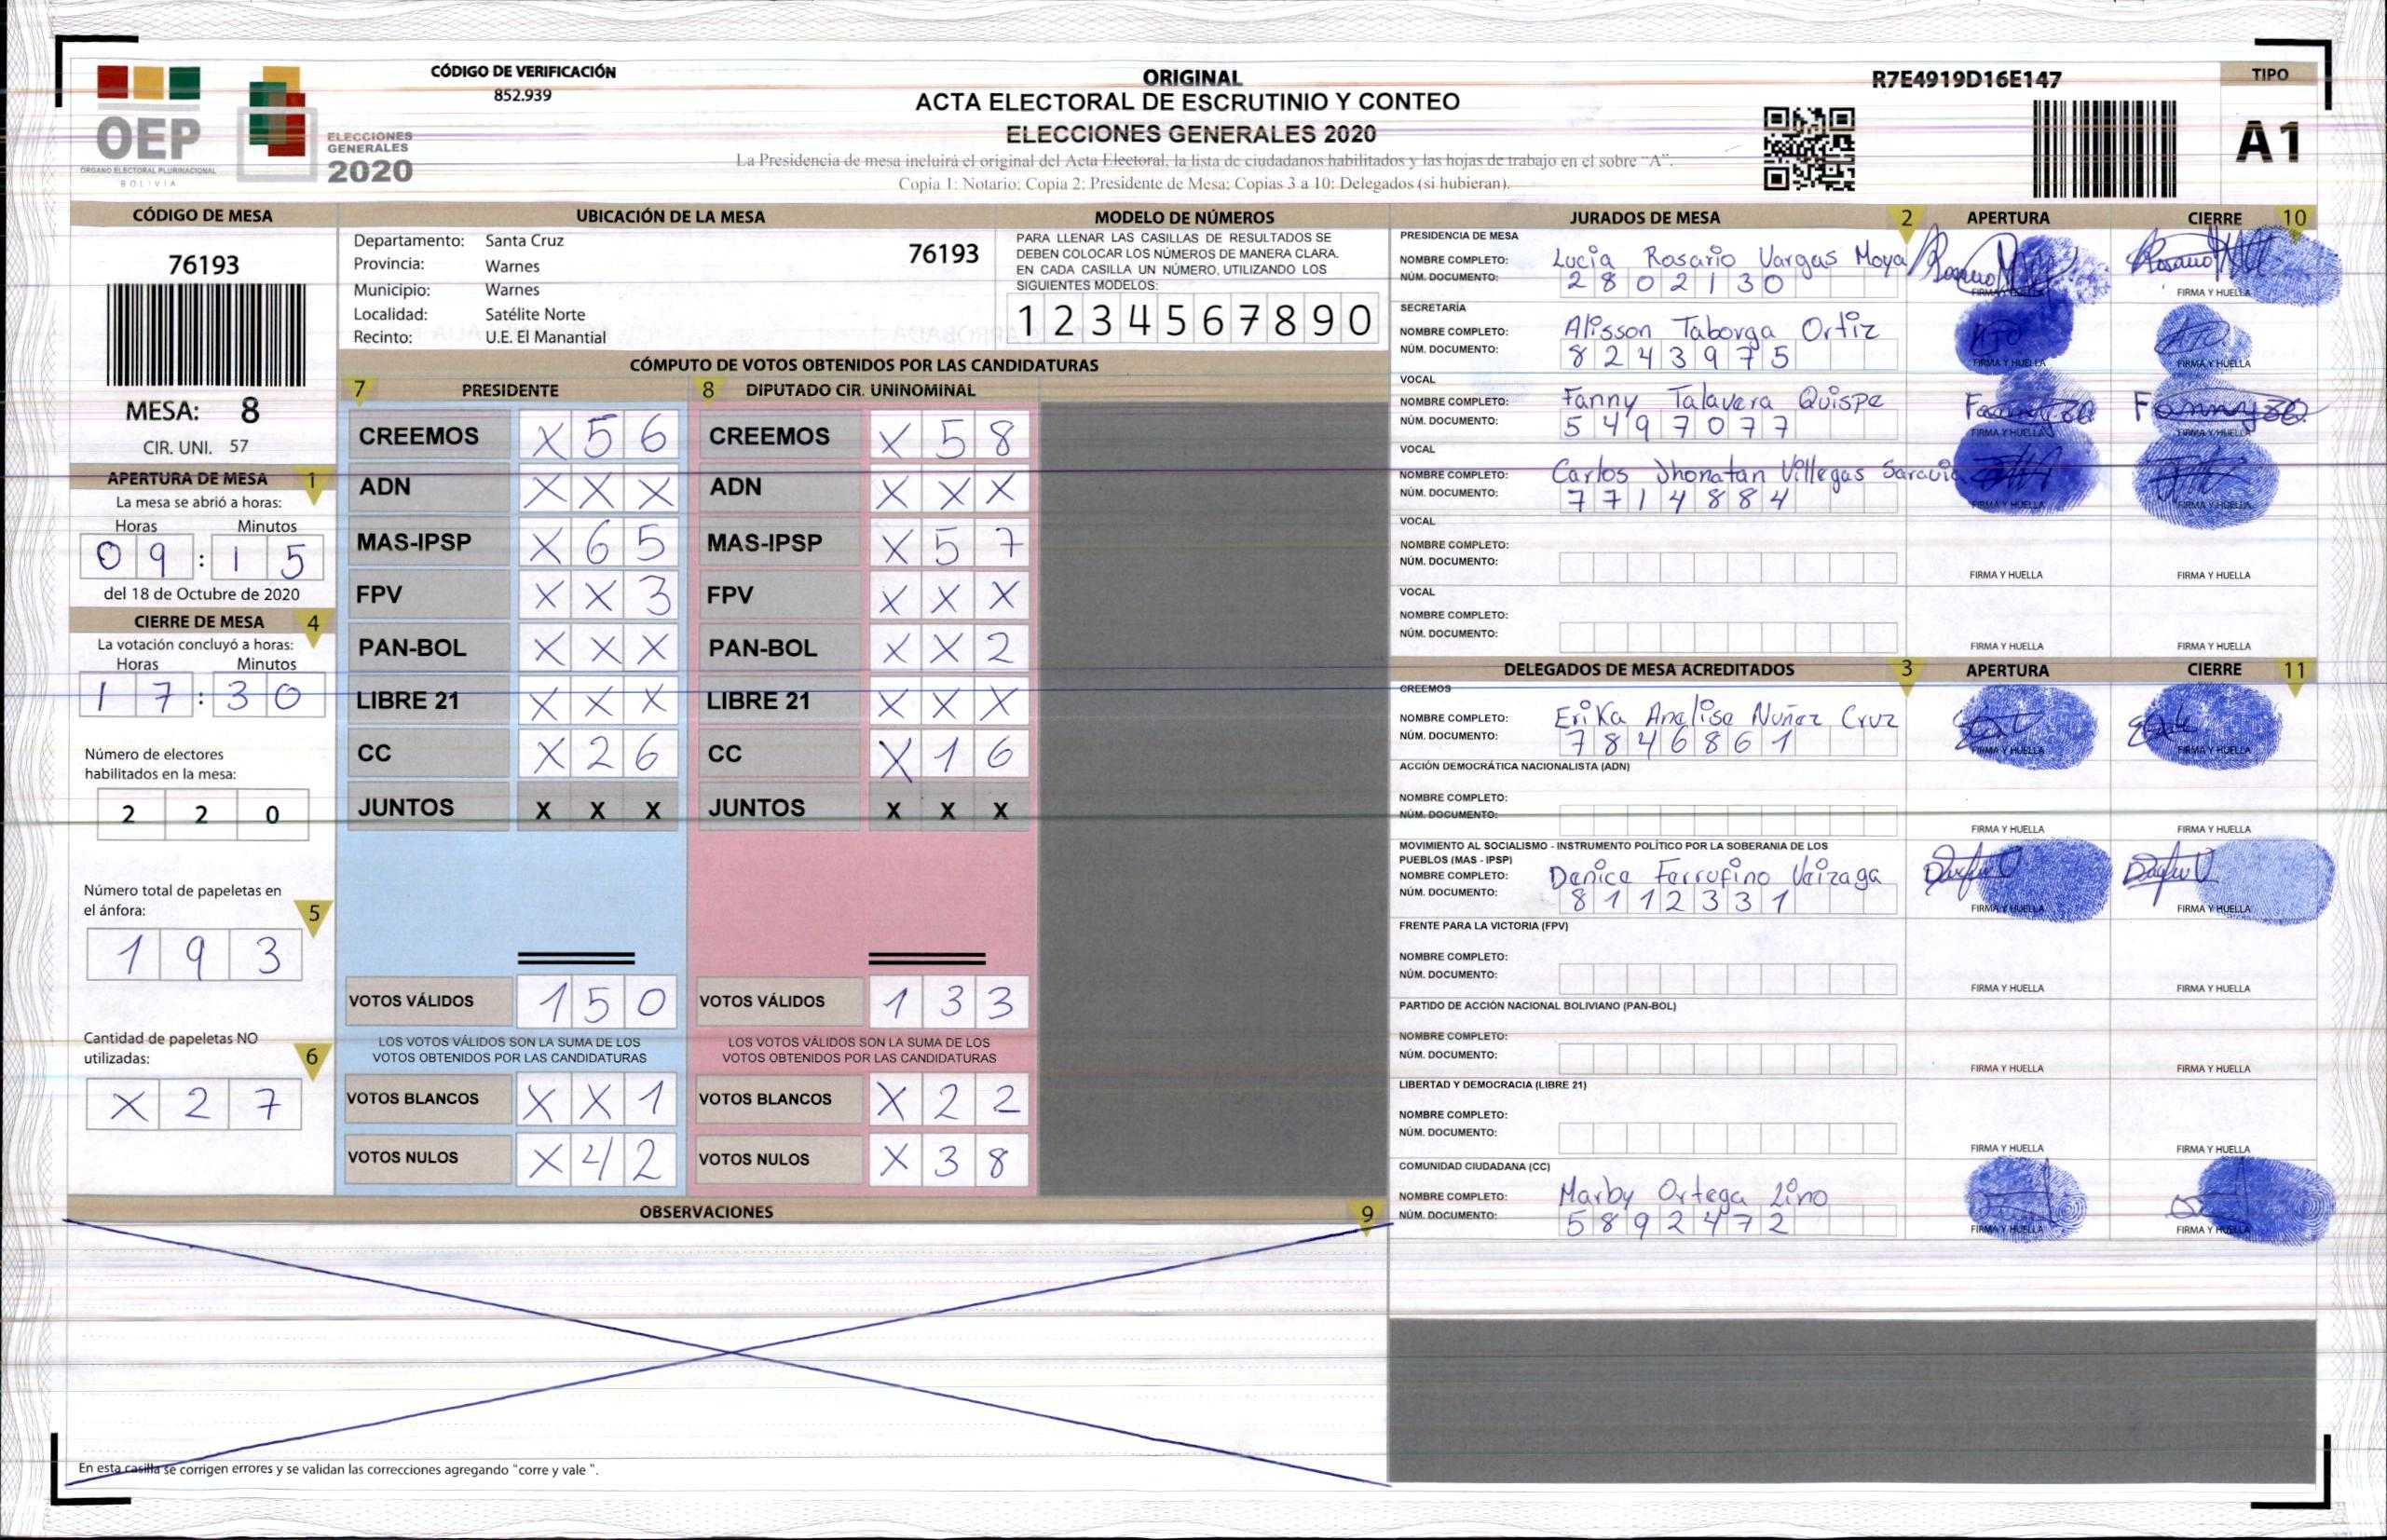 CÓDIGO DE VERIFICACIÓN
852.939
OEP
ÓRGANO ELECTORAL PLURINACIONAL
BOLIVIA
ELECCIONES
GENERALES
2020
ORIGINAL
ACTA ELECTORAL DE ESCRUTINIO Y CONTEO
ELECCIONES GENERALES 2020
La Presidencia de mesa incluirá el original del Acta Electoral, la lista de ciudadanos habilitados y las hojas de trabajo en el sobre "A".
Copia 1: Notario; Copia 2: Presidente de Mesa; Copias 3 a 10: Delegados (si hubieran).
R7E4919D16E147
TIPO
A1
CÓDIGO DE MESA
76193
MESA: 8
CIR. UNI. 57
APERTURA DE MESA 1
La mesa se abrió a horas:
Horas Minutos
09:15
del 18 de Octubre de 2020
CIERRE DE MESA 4
La votación concluyó a horas:
Horas Minutos
17:30
Número de electores
habilitados en la mesa:
2 2 0
Número total de papeletas en
el ánfora: 5
1 9 3
Cantidad de papeletas NO
utilizadas: 6
X 2 7
UBICACIÓN DE LA MESA
Departamento: Santa Cruz
76193
Provincia: Warnes
Municipio: Warnes
Localidad: Satélite Norte
Recinto: U.E. El Manantial
MODELO DE NÚMEROS
PARA LLENAR LAS CASILLAS DE RESULTADOS SE
DEBEN COLOCAR LOS NÚMEROS DE MANERA CLARA.
EN CADA CASILLA UN NÚMERO, UTILIZANDO LOS
SIGUIENTES MODELOS:
1 2 3 4 5 6 7 8 9 0
CÓMPUTO DE VOTOS OBTENIDOS POR LAS CANDIDATURAS
7 PRESIDENTE
CREEMOS X 5 6
ADN X X X
MAS-IPSP X 6 5
FPV X X 3
PAN-BOL X X X
LIBRE 21 X X X
CC X 2 6
JUNTOS X X X
VOTOS VÁLIDOS 1 5 0
LOS VOTOS VÁLIDOS SON LA SUMA DE LOS
VOTOS OBTENIDOS POR LAS CANDIDATURAS
VOTOS BLANCOS X X 1
VOTOS NULOS X 4 2
8 DIPUTADO CIR. UNINOMINAL
CREEMOS X 5 8
ADN X X X
MAS-IPSP X 5 7
FPV X X X
PAN-BOL X X 2
LIBRE 21 X X X
CC X 1 6
JUNTOS X X X
VOTOS VÁLIDOS 1 3 3
LOS VOTOS VÁLIDOS SON LA SUMA DE LOS
VOTOS OBTENIDOS POR LAS CANDIDATURAS
VOTOS BLANCOS X 2 2
VOTOS NULOS X 3 8
OBSERVACIONES 9
En esta casilla se corrigen errores y se validan las correcciones agregando "corre y vale ".
JURADOS DE MESA 2 APERTURA CIERRE 10
PRESIDENCIA DE MESA
NOMBRE COMPLETO: Lucia Rosario Vargas Moya
NÚM. DOCUMENTO: 2802130
FIRMA Y HUELLA FIRMA Y HUELLA
SECRETARÍA
NOMBRE COMPLETO: Alisson Taborga Ortiz
NÚM. DOCUMENTO: 8243975
FIRMA Y HUELLA FIRMA Y HUELLA
VOCAL
NOMBRE COMPLETO: Fanny Talavera Quispe
NÚM. DOCUMENTO: 5497077
FIRMA Y HUELLA FIRMA Y HUELLA
VOCAL
NOMBRE COMPLETO: Carlos Jhonatan Villegas Saravia
NÚM. DOCUMENTO: 7714884
FIRMA Y HUELLA FIRMA Y HUELLA
VOCAL
NOMBRE COMPLETO:
NÚM. DOCUMENTO:
FIRMA Y HUELLA FIRMA Y HUELLA
VOCAL
NOMBRE COMPLETO:
NÚM. DOCUMENTO:
FIRMA Y HUELLA FIRMA Y HUELLA
DELEGADOS DE MESA ACREDITADOS 3 APERTURA CIERRE 11
CREEMOS
NOMBRE COMPLETO: Erika Analise Nuñez Cruz
NÚM. DOCUMENTO: 7846861
FIRMA Y HUELLA FIRMA Y HUELLA
ACCIÓN DEMOCRÁTICA NACIONALISTA (ADN)
NOMBRE COMPLETO:
NÚM. DOCUMENTO:
FIRMA Y HUELLA FIRMA Y HUELLA
MOVIMIENTO AL SOCIALISMO - INSTRUMENTO POLÍTICO POR LA SOBERANIA DE LOS
PUEBLOS (MAS - IPSP)
NOMBRE COMPLETO: Danica Farrufino Vaizaga
NÚM. DOCUMENTO: 8112331
FIRMA Y HUELLA FIRMA Y HUELLA
FRENTE PARA LA VICTORIA (FPV)
NOMBRE COMPLETO:
NÚM. DOCUMENTO:
FIRMA Y HUELLA FIRMA Y HUELLA
PARTIDO DE ACCIÓN NACIONAL BOLIVIANO (PAN-BOL)
NOMBRE COMPLETO:
NÚM. DOCUMENTO:
FIRMA Y HUELLA FIRMA Y HUELLA
LIBERTAD Y DEMOCRACIA (LIBRE 21)
NOMBRE COMPLETO:
NÚM. DOCUMENTO:
FIRMA Y HUELLA FIRMA Y HUELLA
COMUNIDAD CIUDADANA (CC)
NOMBRE COMPLETO: Marby Ortega Lino
NÚM. DOCUMENTO: 5892472
FIRMA Y HUELLA FIRMA Y HUELLA